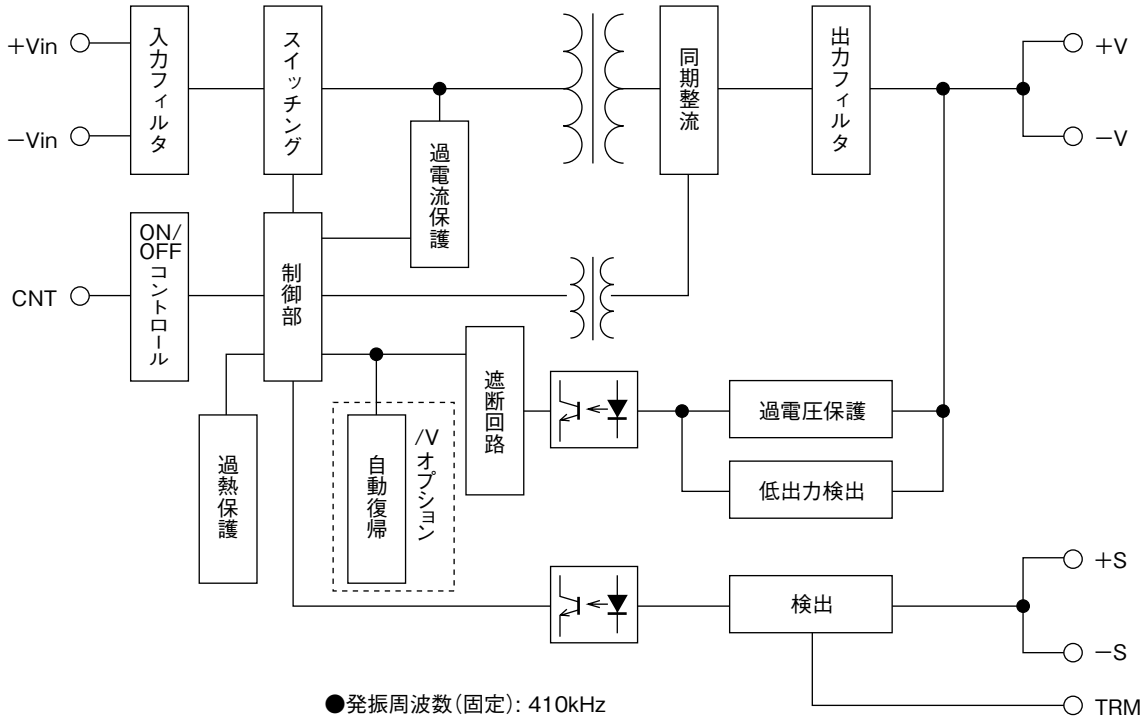 +Vin
−Vin
入力フィルタ
スイッチング
過電流保護
同期整流
出力フィルタ
+V
−V
CNT
ON/
OFF
コントロール
制御部
過熱保護
自動復帰
/Vオプション
遮断回路
過電圧保護
低出力検出
検出
+S
−S
TRM
●発振周波数(固定): 410kHz